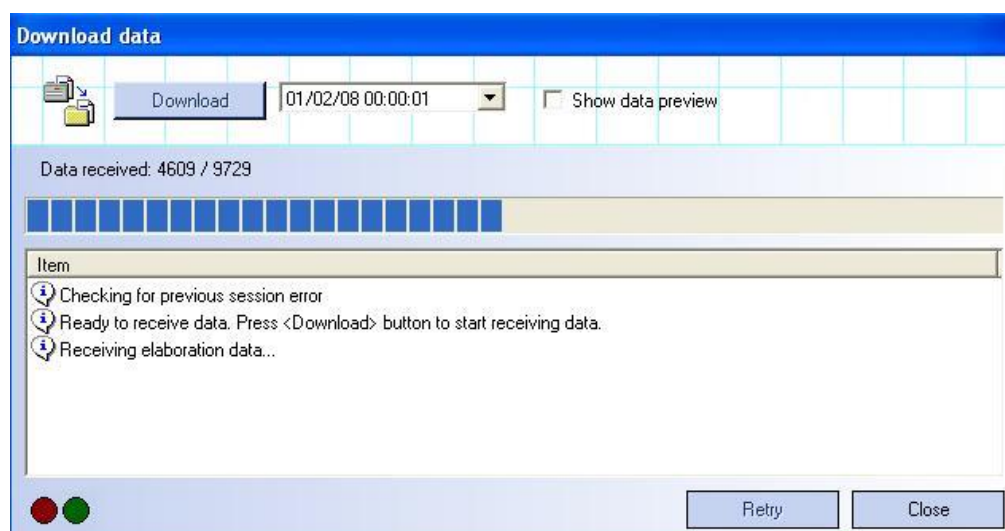 Download data
Download 01/02/08 00:00:01 Show data preview
Data received: 4609 / 9729
Item
Checking for previous session error
Ready to receive data. Press <Download> button to start receiving data.
Receiving elaboration data...
Retry Close